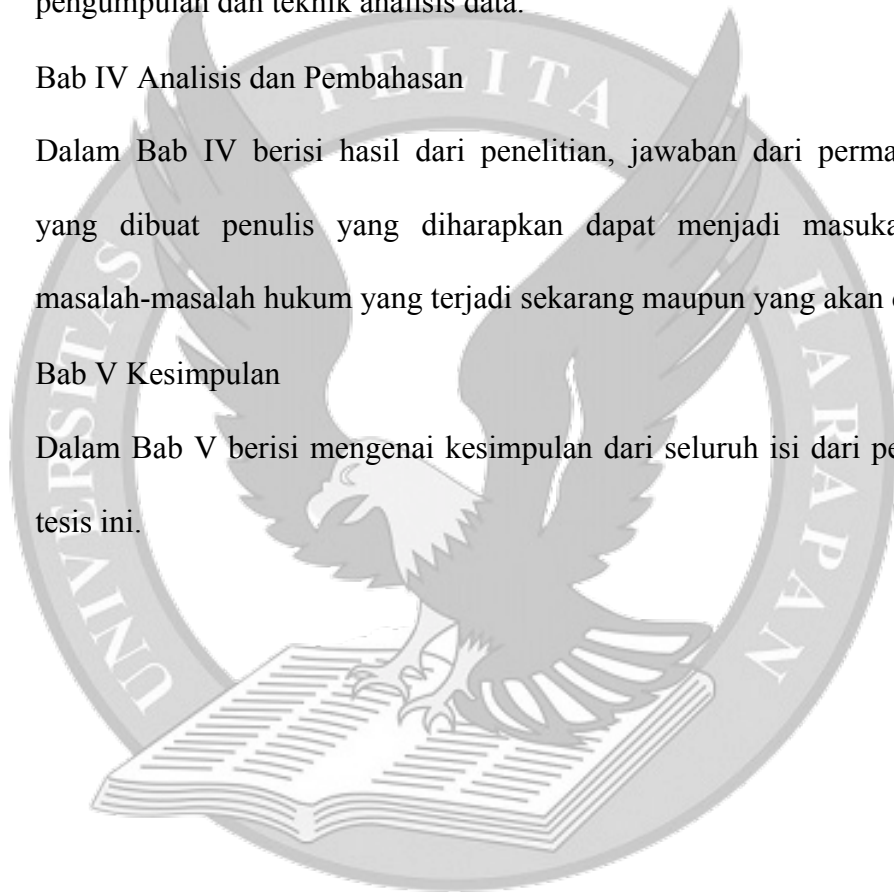 pengumpulan dan teknik analisis data.
Bab IV Analisis dan Pembahasan
Dalam Bab IV berisi hasil dari penelitian, jawaban dari perma
yang dibuat penulis yang diharapkan dapat menjadi masuka
masalah-masalah hukum yang terjadi sekarang maupun yang akan
Bab V Kesimpulan
Dalam Bab V berisi mengenai kesimpulan dari seluruh isi dari pe
tesis ini.
UNIVERSITAS PELITA HARAPAN